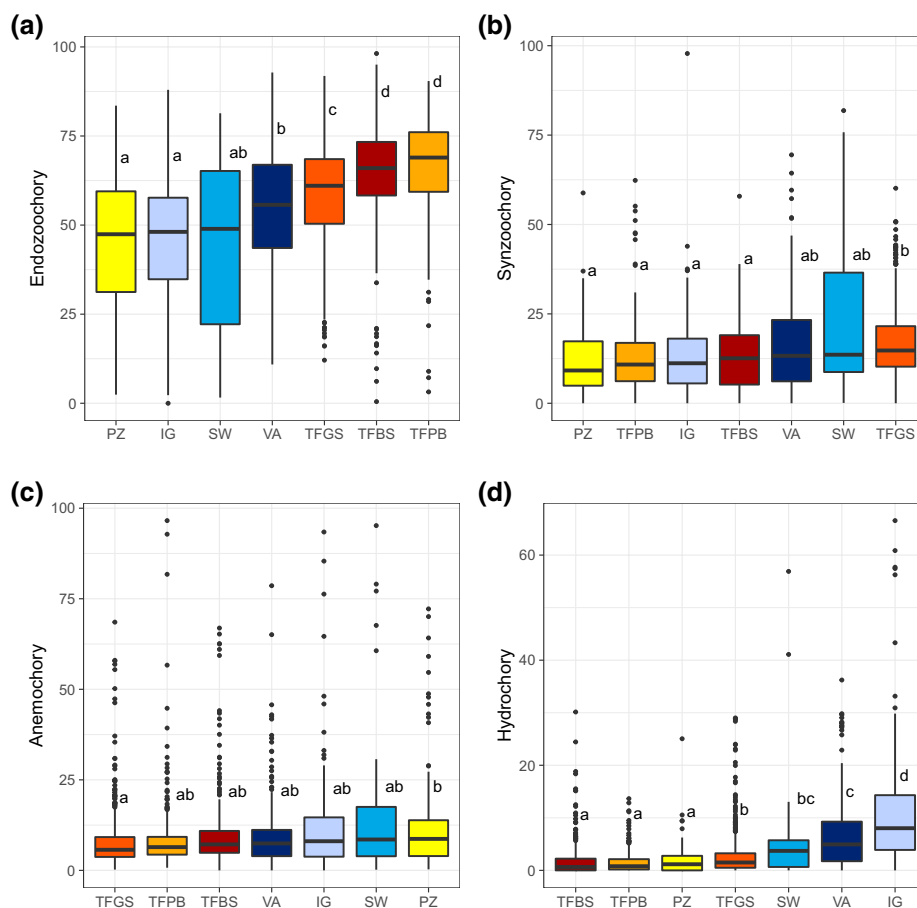 (a)
100
75
50
25
0
Endozoochory
a
a
ab
b
c
d
d
PZ IG SW VA TFGS TFBS TFPB
(b)
100
75
50
25
0
Synzoochory
a
a
a
a
ab
ab
b
PZ TFPB IG TFBS VA SW TFGS
(c)
100
75
50
25
0
Anemochory
a
ab
ab
ab
ab
ab
b
TFGS TFPB TFBS VA IG SW PZ
(d)
60
40
20
0
Hydrochory
a
a
a
b
bc
c
d
TFBS TFPB PZ TFGS SW VA IG